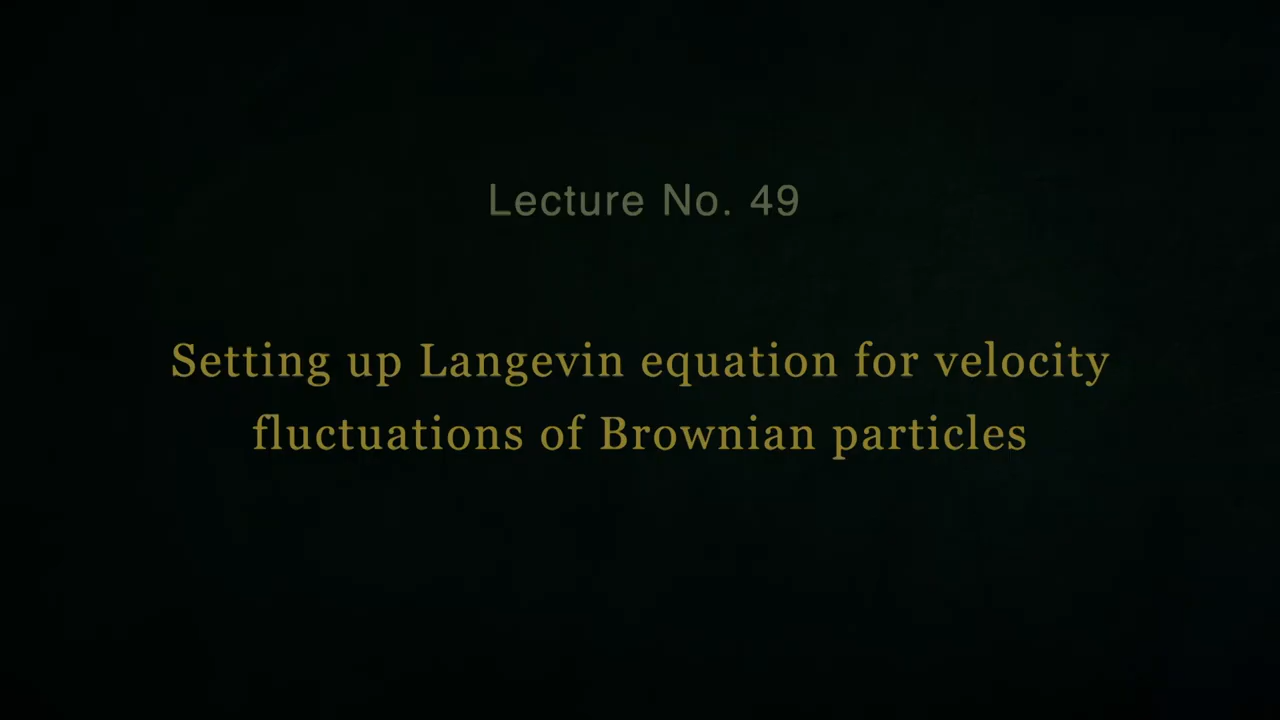 Lecture No. 49
Setting up Langevin equation for velocity
fluctuations of Brownian particles